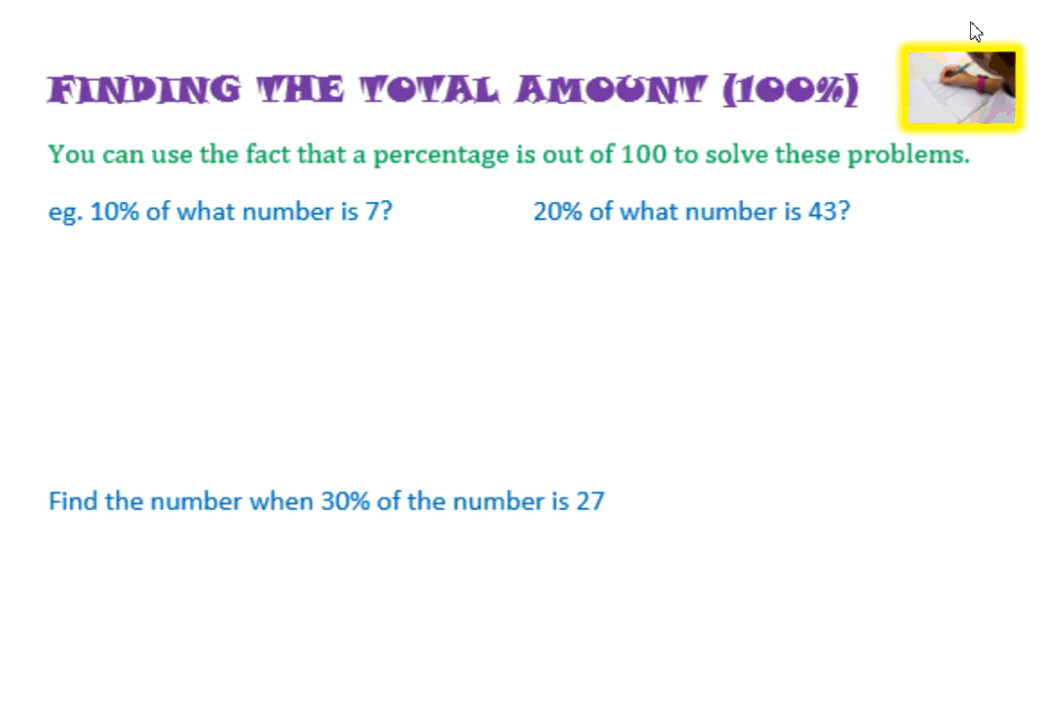 FINDING THE TOTAL AMOUNT (100%)
You can use the fact that a percentage is out of 100 to solve these problems.
eg. 10% of what number is 7?
20% of what number is 43?
Find the number when 30% of the number is 27